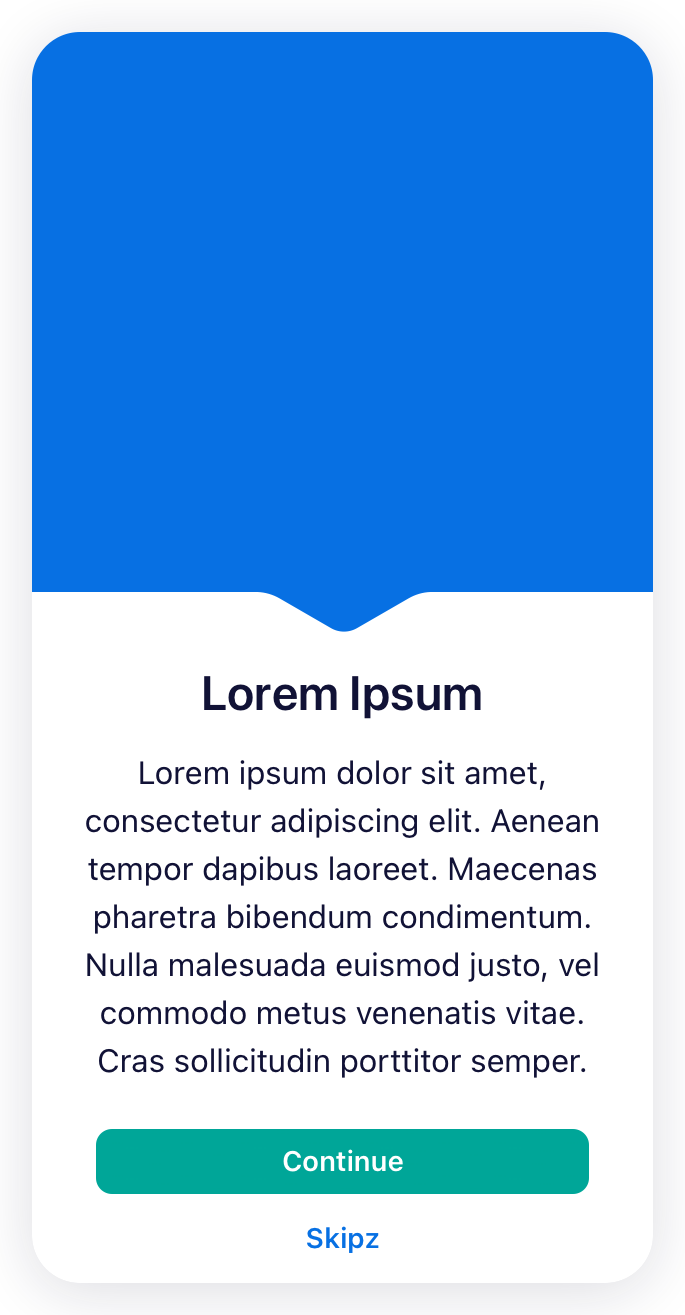 Lorem Ipsum
Lorem ipsum dolor sit amet,
consectetur adipiscing elit. Aenean
tempor dapibus laoreet. Maecenas
pharetra bibendum condimentum.
Nulla malesuada euismod justo, vel
commodo metus venenatis vitae.
Cras sollicitudin porttitor semper.
Continue
Skipz